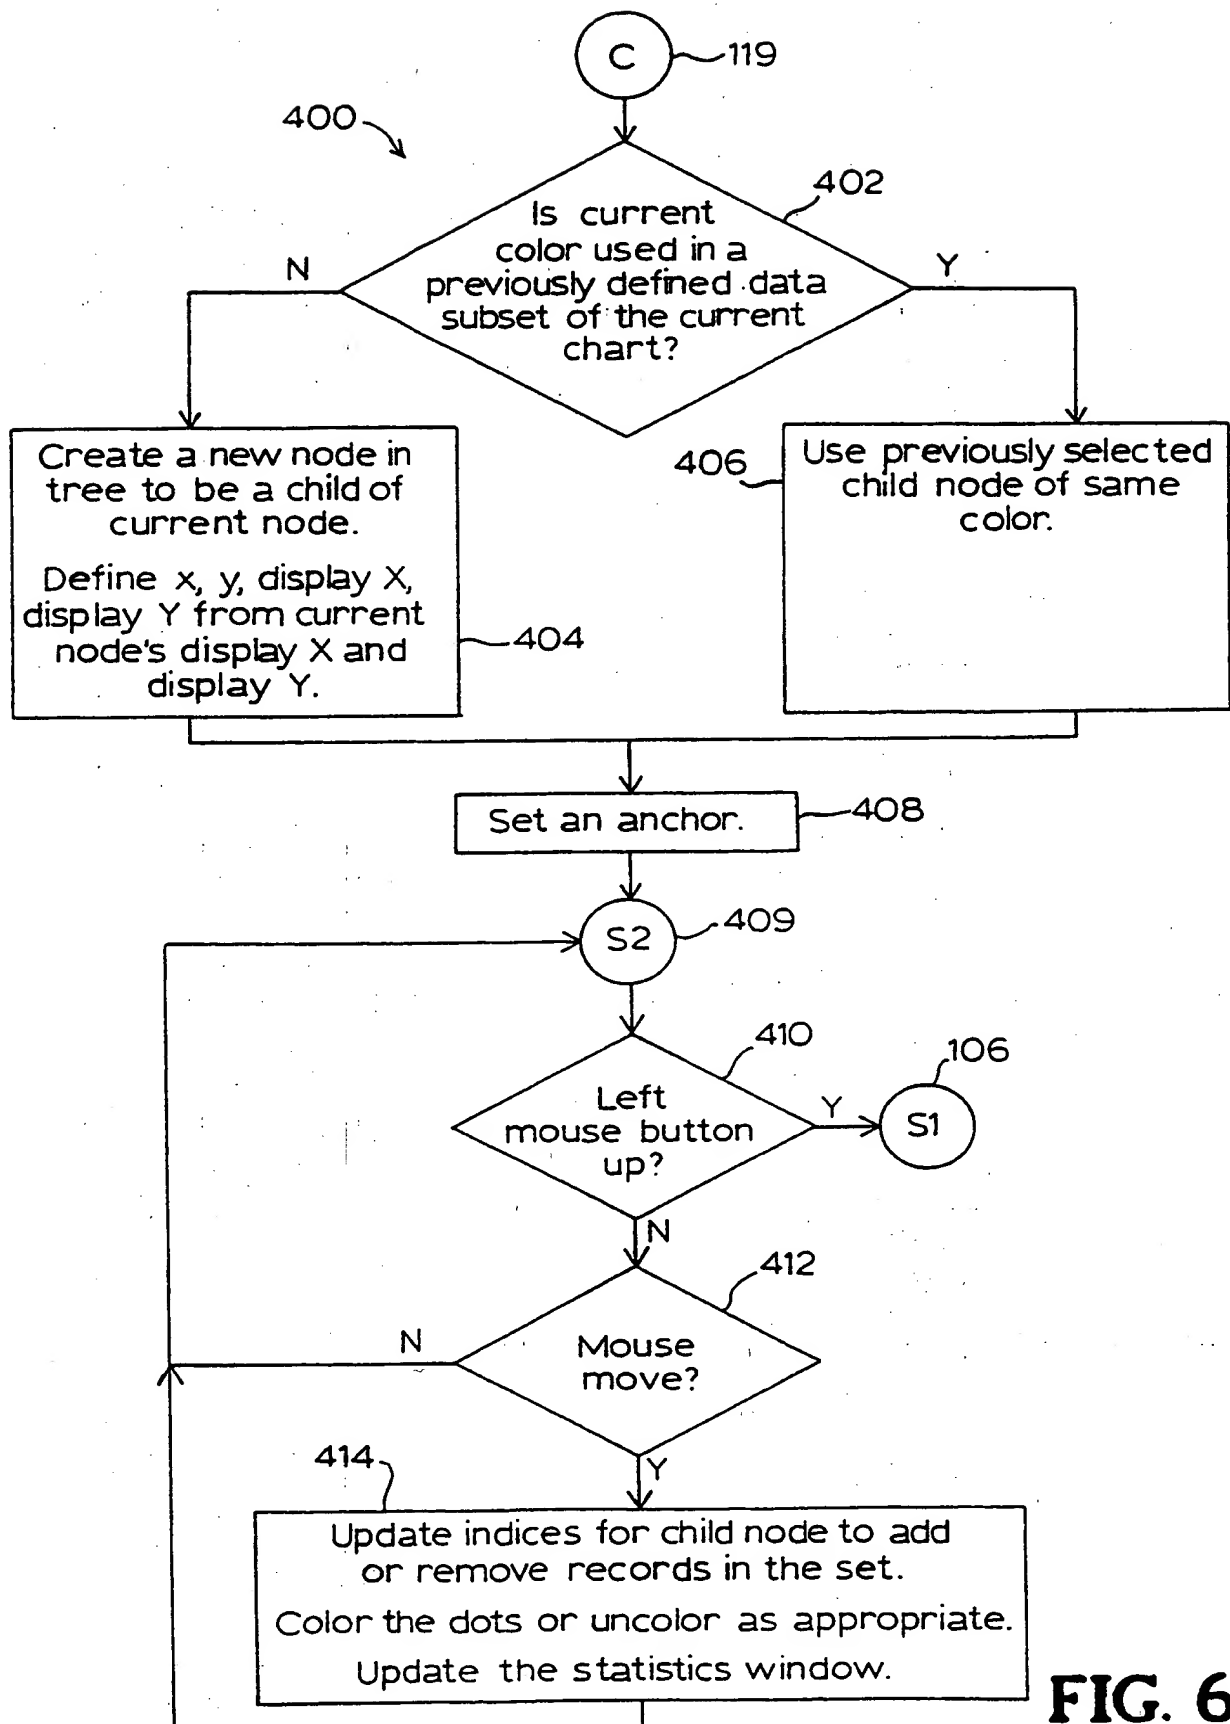 C
119
400
402
Is current
color used in a
previously defined data
subset of the current
chart?
N
Y
Create a new node in
tree to be a child of
current node.
Define x, y, display X,
display Y from current
node's display X and
display Y.
404
406
Use previously selected
child node of same
color.
Set an anchor.
408
S2
409
410
Left
mouse button
up?
Y
106
S1
N
412
Mouse
move?
N
Y
414
Update indices for child node to add
or remove records in the set.
Color the dots or uncolor as appropriate.
Update the statistics window.
FIG. 6